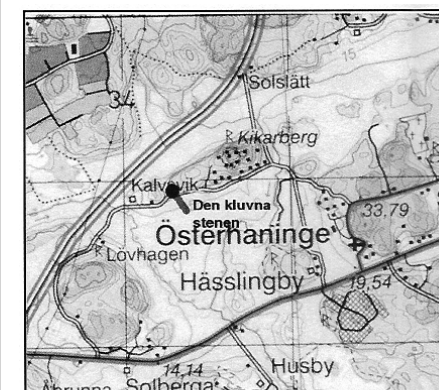 Solslätt
15
34
R Kikarberg
Kalvsvik
Den kluvna
stenen
33.79
Österhaninge
R Lövhagen
R
Hässlingby
19,54
14,14
Husby
Solberga